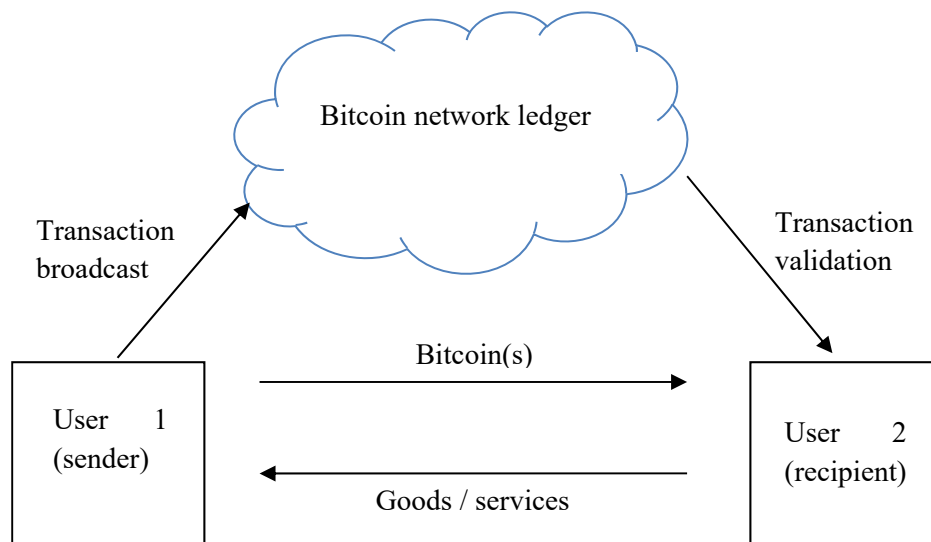 Bitcoin network ledger
Transaction
broadcast
Transaction
validation
Bitcoin(s)
User 1
(sender)
User 2
(recipient)
Goods / services